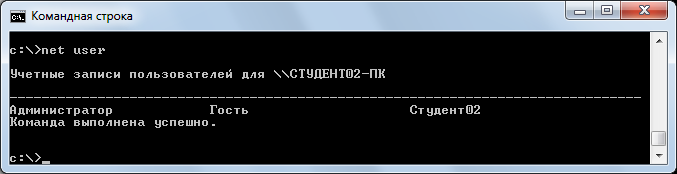 Командная строка
c:\>net user
Учетные записи пользователей для \\СТУДЕНТ02-ПК
-------------------------------------------------------------------------------
Администратор Гость Студент02
Команда выполнена успешно.
c:\>_